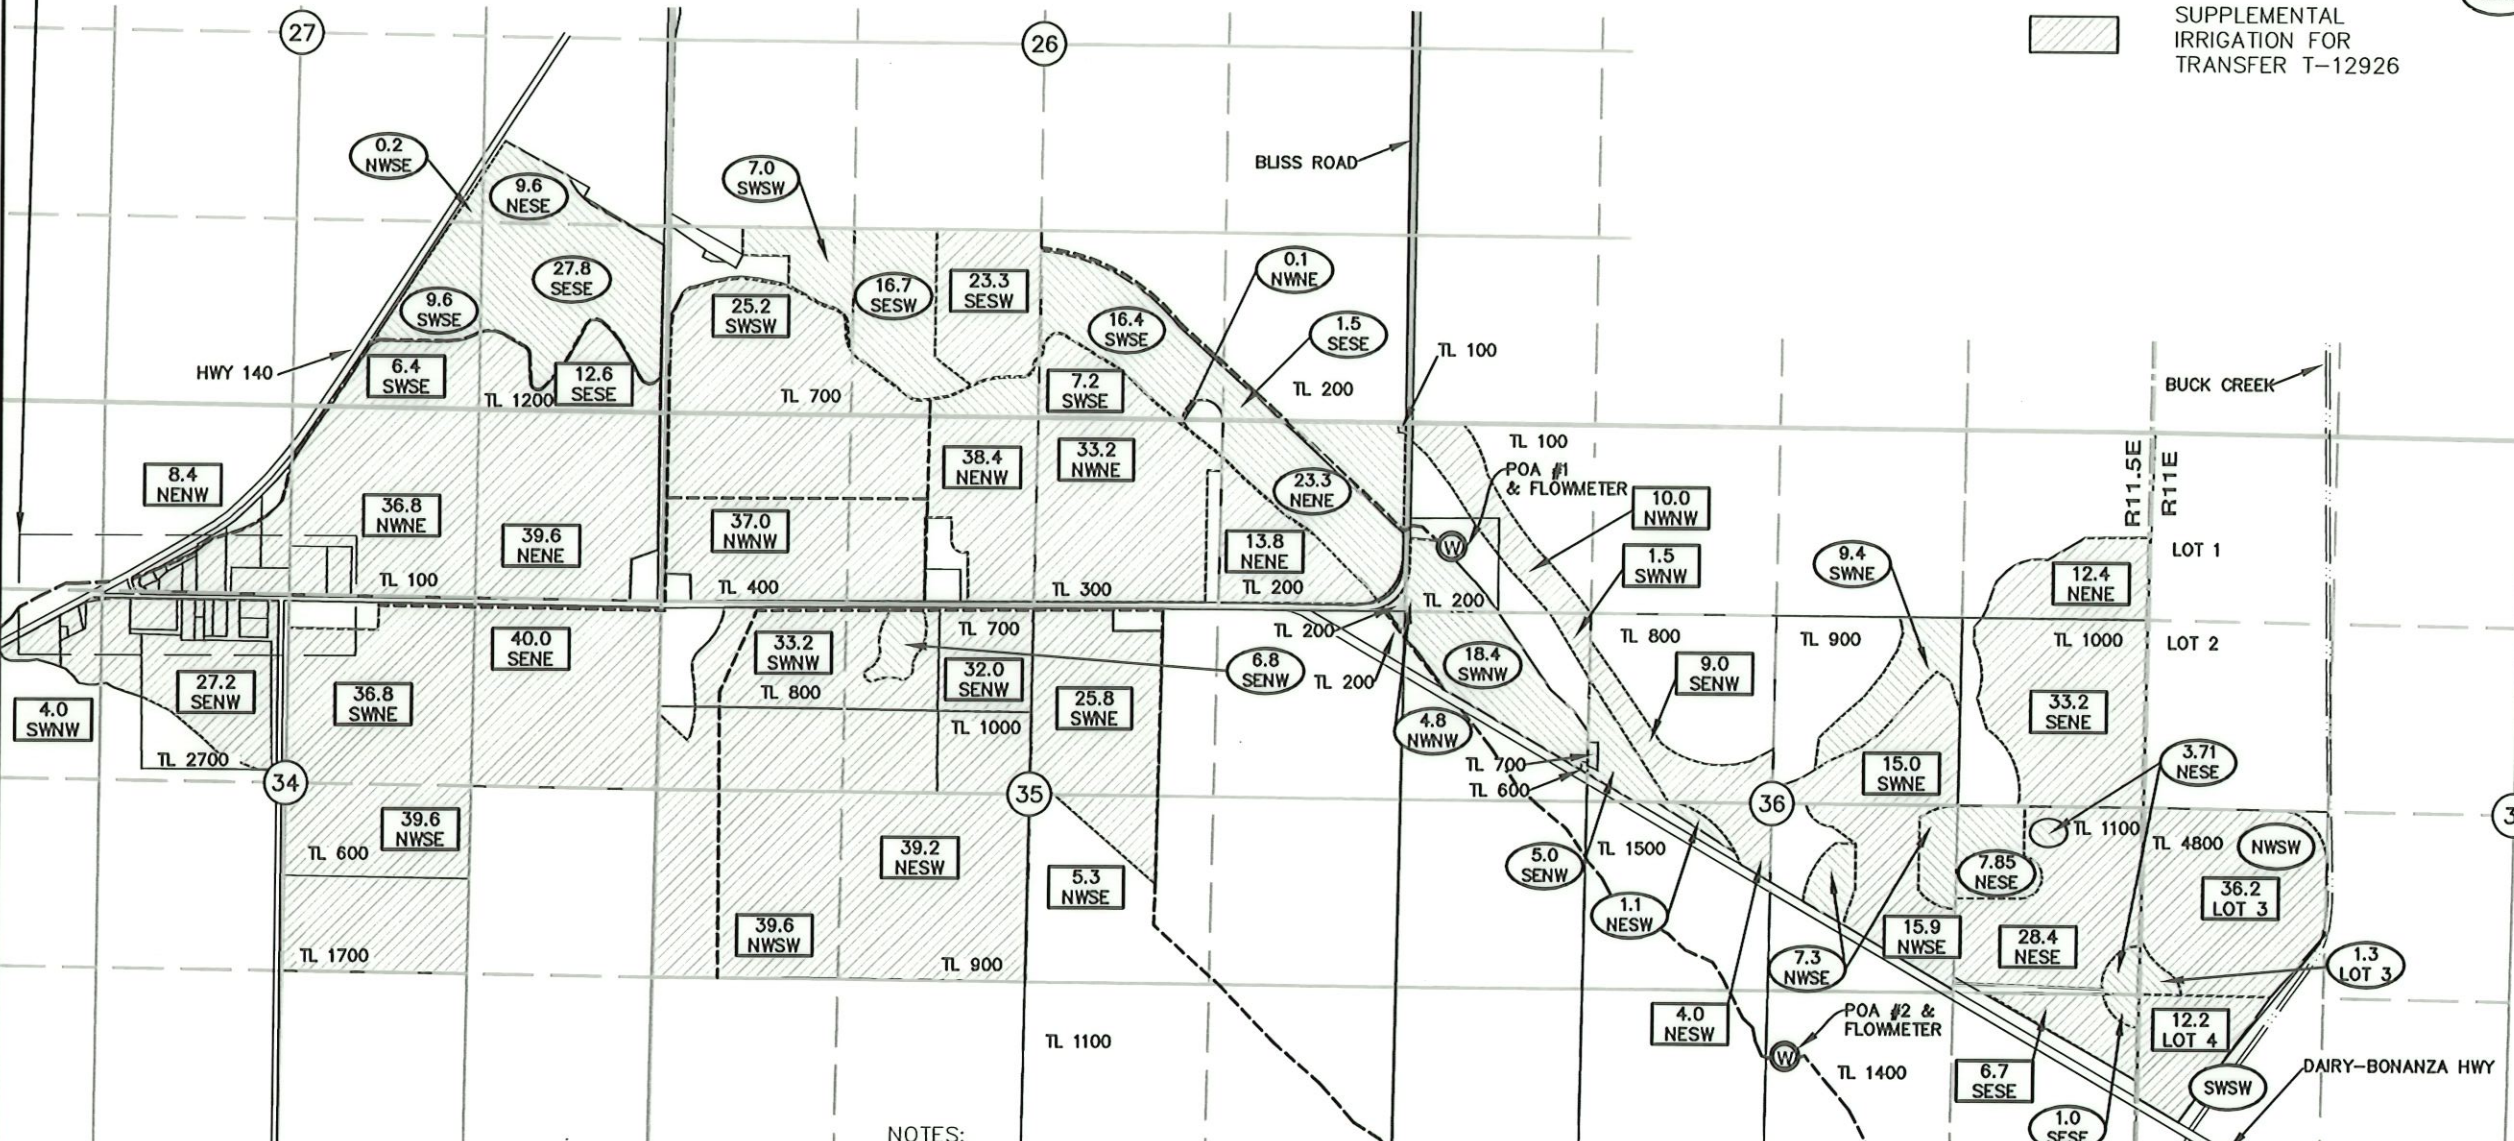 SUPPLEMENTAL
IRRIGATION FOR
TRANSFER T-12926
27
26
0.2
NWSE
9.6
NESE
7.0
SWSW
BLISS ROAD
27.8
SESE
9.6
SWSE
25.2
SWSW
16.7
SESW
23.3
SESW
0.1
NWNE
16.4
SWSE
1.5
SESE
HWY 140
6.4
SWSE
TL 1200
12.6
SESE
TL 700
7.2
SWSE
TL 200
TL 100
BUCK CREEK
8.4
NENW
36.8
NWNE
39.6
NENE
37.0
NWNW
38.4
NENW
33.2
NWNE
23.3
NENE
13.8
NENE
TL 100
POA #1
& FLOWMETER
10.0
NWNW
1.5
SWNW
9.4
SWNE
R11.5E
R11E
LOT 1
12.4
NENE
W
TL 100
TL 400
TL 300
TL 200
TL 200
4.0
SWNW
27.2
SENW
TL 2700
36.8
SWNE
40.0
SENE
33.2
SWNW
TL 800
TL 700
32.0
SENW
TL 1000
25.8
SWNE
6.8
SENW
TL 200
TL 200
18.4
SWNW
4.8
NWNW
TL 800
9.0
SENW
TL 900
TL 1000
LOT 2
33.2
SENE
15.0
SWNE
3.71
NESE
TL 700
TL 600
34
35
36
3
39.6
NWSE
TL 600
TL 1700
39.2
NESW
39.6
NWSW
TL 900
5.3
NWSE
5.0
SENW
TL 1500
1.1
NESW
7.3
NWSE
15.9
NWSE
7.85
NESE
TL 1100
TL 4800
NWSW
36.2
LOT 3
28.4
NESE
1.3
LOT 3
TL 1100
4.0
NESW
POA #2 &
FLOWMETER
W
TL 1400
6.7
SESE
12.2
LOT 4
SWSW
DAIRY-BONANZA HWY
1.0
SESE
NOTES: